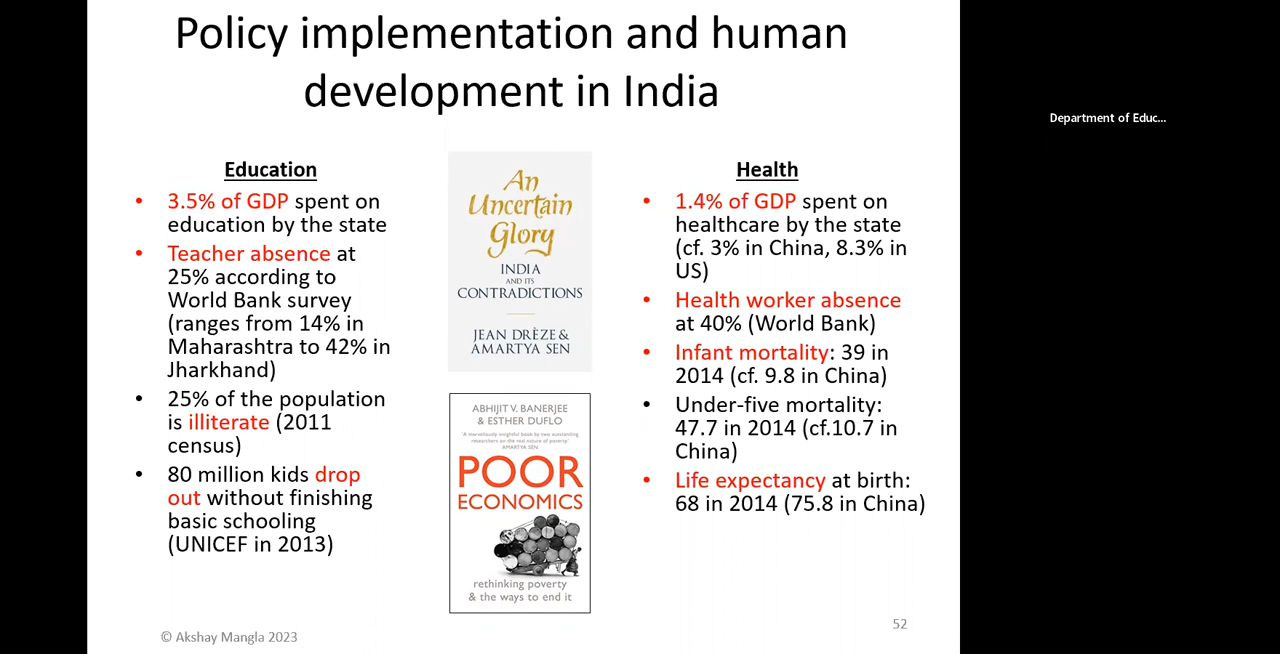 Policy implementation and human
development in India
Department of Educ...
Education
• 3.5% of GDP spent on
education by the state
• Teacher absence at
25% according to
World Bank survey
(ranges from 14% in
Maharashtra to 42% in
Jharkhand)
• 25% of the population
is illiterate (2011
census)
• 80 million kids drop
out without finishing
basic schooling
(UNICEF in 2013)
An
Uncertain
Glory
INDIA
AND ITS
CONTRADICTIONS
JEAN DRÈZE &
AMARTYA SEN
ABHIJIT V. BANERJEE
& ESTHER DUFLO
'A marvellously insightful book by two outstanding
researchers on the real nature of poverty.'
AMARTYA SEN
POOR
ECONOMICS
rethinking poverty
& the ways to end it
Health
• 1.4% of GDP spent on
healthcare by the state
(cf. 3% in China, 8.3% in
US)
• Health worker absence
at 40% (World Bank)
• Infant mortality: 39 in
2014 (cf. 9.8 in China)
• Under-five mortality:
47.7 in 2014 (cf.10.7 in
China)
• Life expectancy at birth:
68 in 2014 (75.8 in China)
© Akshay Mangla 2023
52